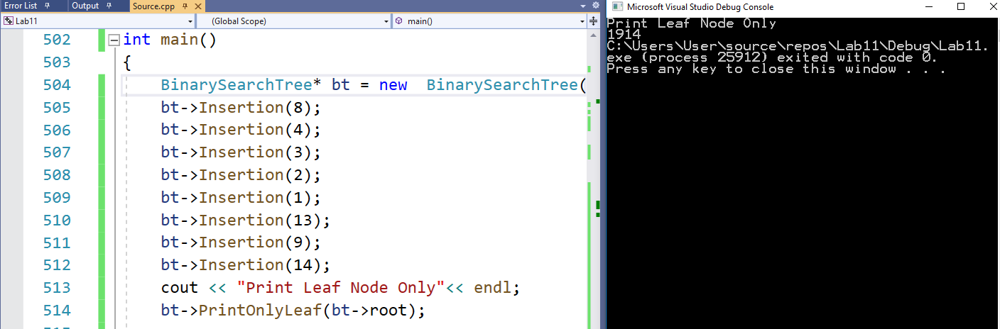 Error List Output Source.cpp
Lab11 (Global Scope) main()
502 int main()
503 {
504 BinarySearchTree* bt = new  BinarySearchTree(
505 bt->Insertion(8);
506 bt->Insertion(4);
507 bt->Insertion(3);
508 bt->Insertion(2);
509 bt->Insertion(1);
510 bt->Insertion(13);
511 bt->Insertion(9);
512 bt->Insertion(14);
513 cout << "Print Leaf Node Only"<< endl;
514 bt->PrintOnlyLeaf(bt->root);
Microsoft Visual Studio Debug Console
Print Leaf Node Only
1914
C:\Users\User\source\repos\Lab11\Debug\Lab11.
exe (process 25912) exited with code 0.
Press any key to close this window . . .